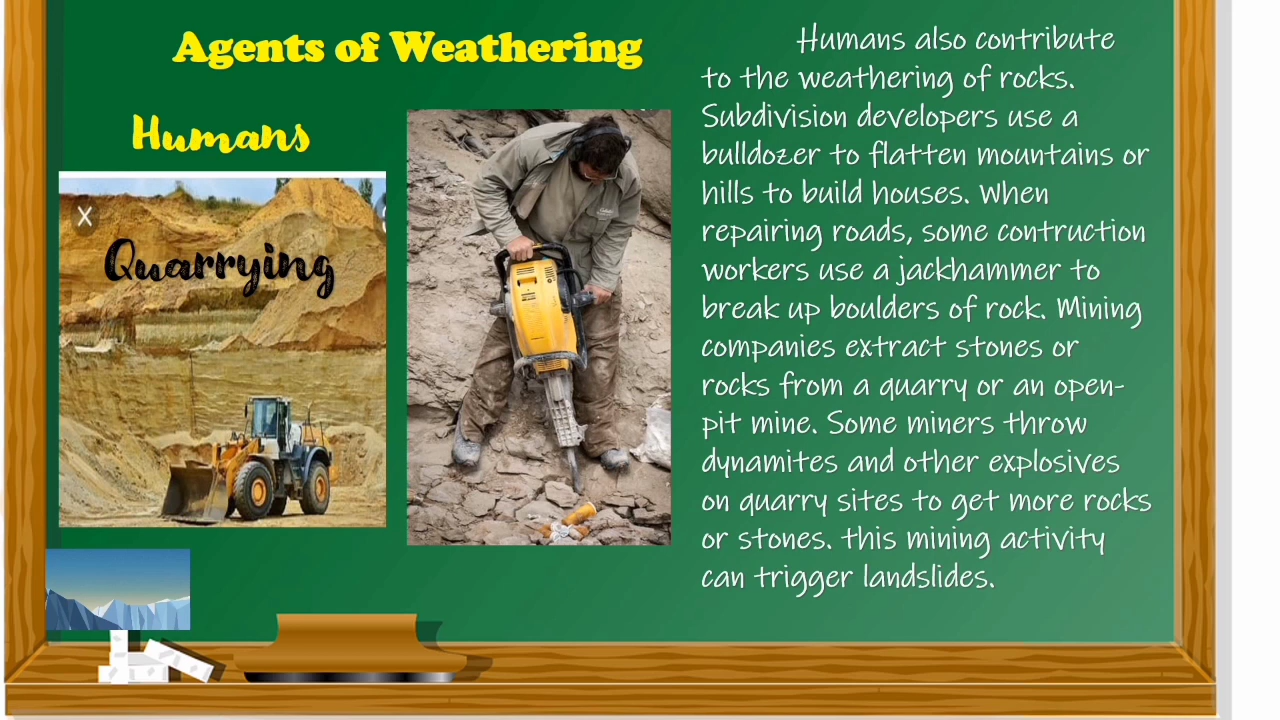 Agents of Weathering
Humans
X
Quarrying
Humans also contribute
to the weathering of rocks.
Subdivision developers use a
bulldozer to flatten mountains or
hills to build houses. When
repairing roads, some contruction
workers use a jackhammer to
break up boulders of rock. Mining
companies extract stones or
rocks from a quarry or an open-
pit mine. Some miners throw
dynamites and other explosives
on quarry sites to get more rocks
or stones. this mining activity
can trigger landslides.